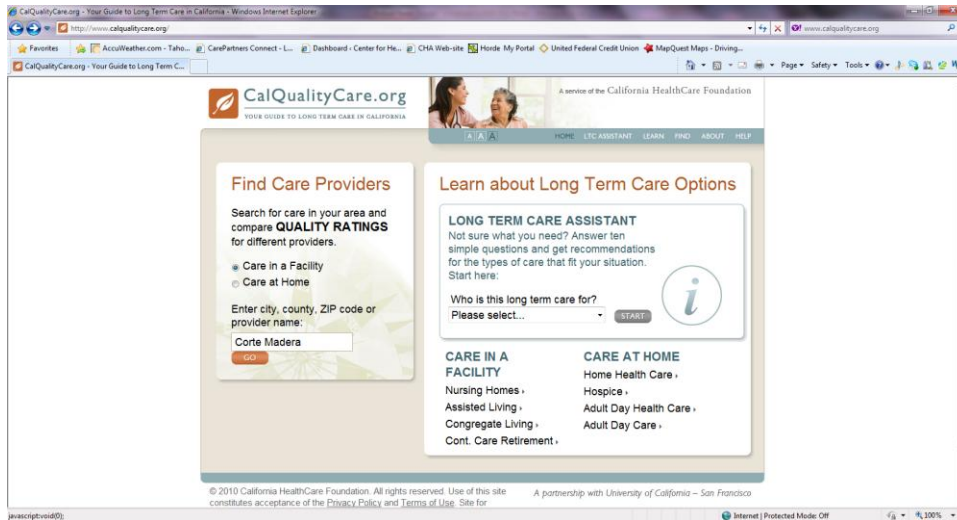 CalQualityCare.org - Your Guide to Long Term Care in California - Windows Internet Explorer
http://www.calqualitycare.org/
www.calqualitycare.org
Favorites AccuWeather.com - Taho... CarePartners Connect - L... Dashboard - Center for He... CHA Web-site Horde My Portal United Federal Credit Union MapQuest Maps - Driving...
CalQualityCare.org - Your Guide to Long Term C...
Page Safety Tools
CalQualityCare.org
YOUR GUIDE TO LONG TERM CARE IN CALIFORNIA
A service of the California HealthCare Foundation
A A A
HOME LTC ASSISTANT LEARN FIND ABOUT HELP
Find Care Providers
Search for care in your area and
compare QUALITY RATINGS
for different providers.
Care in a Facility
Care at Home
Enter city, county, ZIP code or
provider name:
Corte Madera
GO
Learn about Long Term Care Options
LONG TERM CARE ASSISTANT
Not sure what you need? Answer ten
simple questions and get recommendations
for the types of care that fit your situation.
Start here:
Who is this long term care for?
Please select... START
i
CARE IN A
FACILITY
Nursing Homes ›
Assisted Living ›
Congregate Living ›
Cont. Care Retirement ›
CARE AT HOME
Home Health Care ›
Hospice ›
Adult Day Health Care ›
Adult Day Care ›
© 2010 California HealthCare Foundation. All rights reserved. Use of this site
constitutes acceptance of the Privacy Policy and Terms of Use. Site for
A partnership with University of California – San Francisco
javascript:void(0);
Internet | Protected Mode: Off
100%